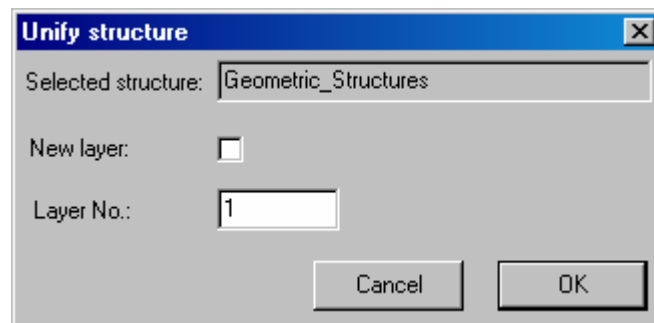 Unify structure
Selected structure: Geometric_Structures
New layer:
Layer No.: 1
Cancel OK